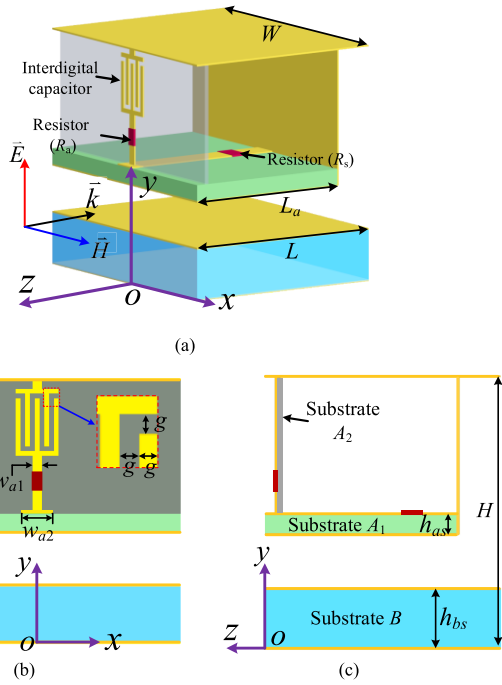 W
Interdigital
capacitor
Resistor
(Ra)
Resistor (Rs)
E
y
k
La
H
L
z
o
x
(a)
g
g g
wa1
wa2
y
o
x
(b)
Substrate
A2
H
Substrate A1
has
y
Substrate B
hbs
z
o
(c)